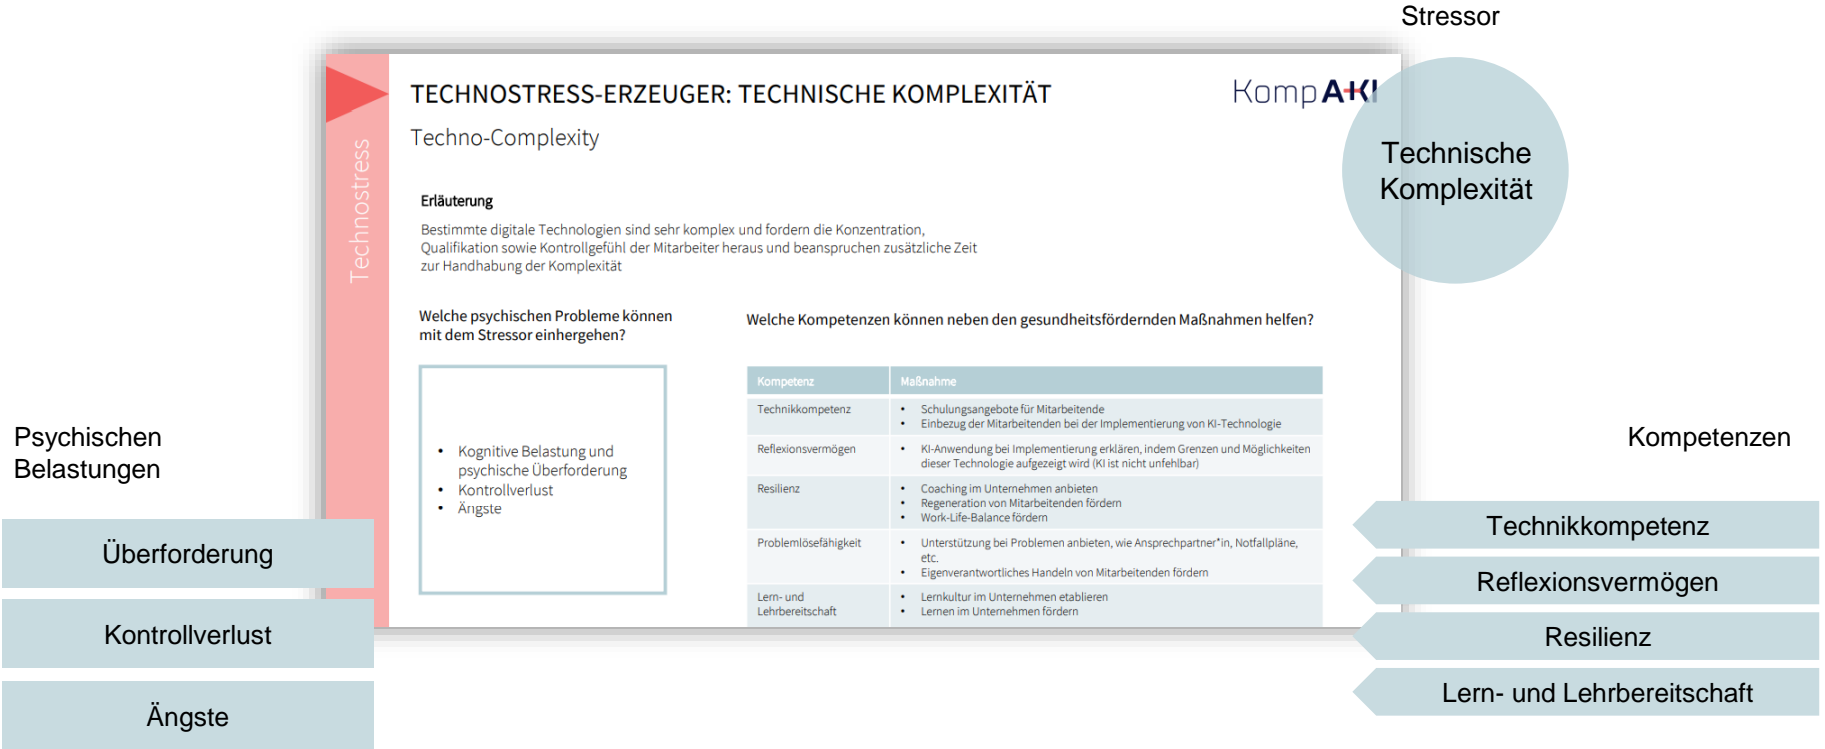 Stressor
TECHNOSTRESS-ERZEUGER: TECHNISCHE KOMPLEXITÄT
Komp A+KI
Techno-Complexity
Technostress
Technische
Komplexität
Erläuterung
Bestimmte digitale Technologien sind sehr komplex und fordern die Konzentration,
Qualifikation sowie Kontrollgefühl der Mitarbeiter heraus und beanspruchen zusätzliche Zeit
zur Handhabung der Komplexität
Welche psychischen Probleme können
mit dem Stressor einhergehen?
• Kognitive Belastung und
psychische Überforderung
• Kontrollverlust
• Ängste
Welche Kompetenzen können neben den gesundheitsfördernden Maßnahmen helfen?
Kompetenz Maßnahme
Technikkompetenz • Schulungsangebote für Mitarbeitende
• Einbezug der Mitarbeitenden bei der Implementierung von KI-Technologie
Reflexionsvermögen • KI-Anwendung bei Implementierung erklären, indem Grenzen und Möglichkeiten
dieser Technologie aufgezeigt wird (KI ist nicht unfehlbar)
Resilienz • Coaching im Unternehmen anbieten
• Regeneration von Mitarbeitenden fördern
• Work-Life-Balance fördern
Problemlösefähigkeit • Unterstützung bei Problemen anbieten, wie Ansprechpartner*in, Notfallpläne,
etc.
• Eigenverantwortliches Handeln von Mitarbeitenden fördern
Lern- und • Lernkultur im Unternehmen etablieren
Lehrbereitschaft • Lernen im Unternehmen fördern
Psychischen
Belastungen
Überforderung
Kontrollverlust
Ängste
Kompetenzen
Technikkompetenz
Reflexionsvermögen
Resilienz
Lern- und Lehrbereitschaft